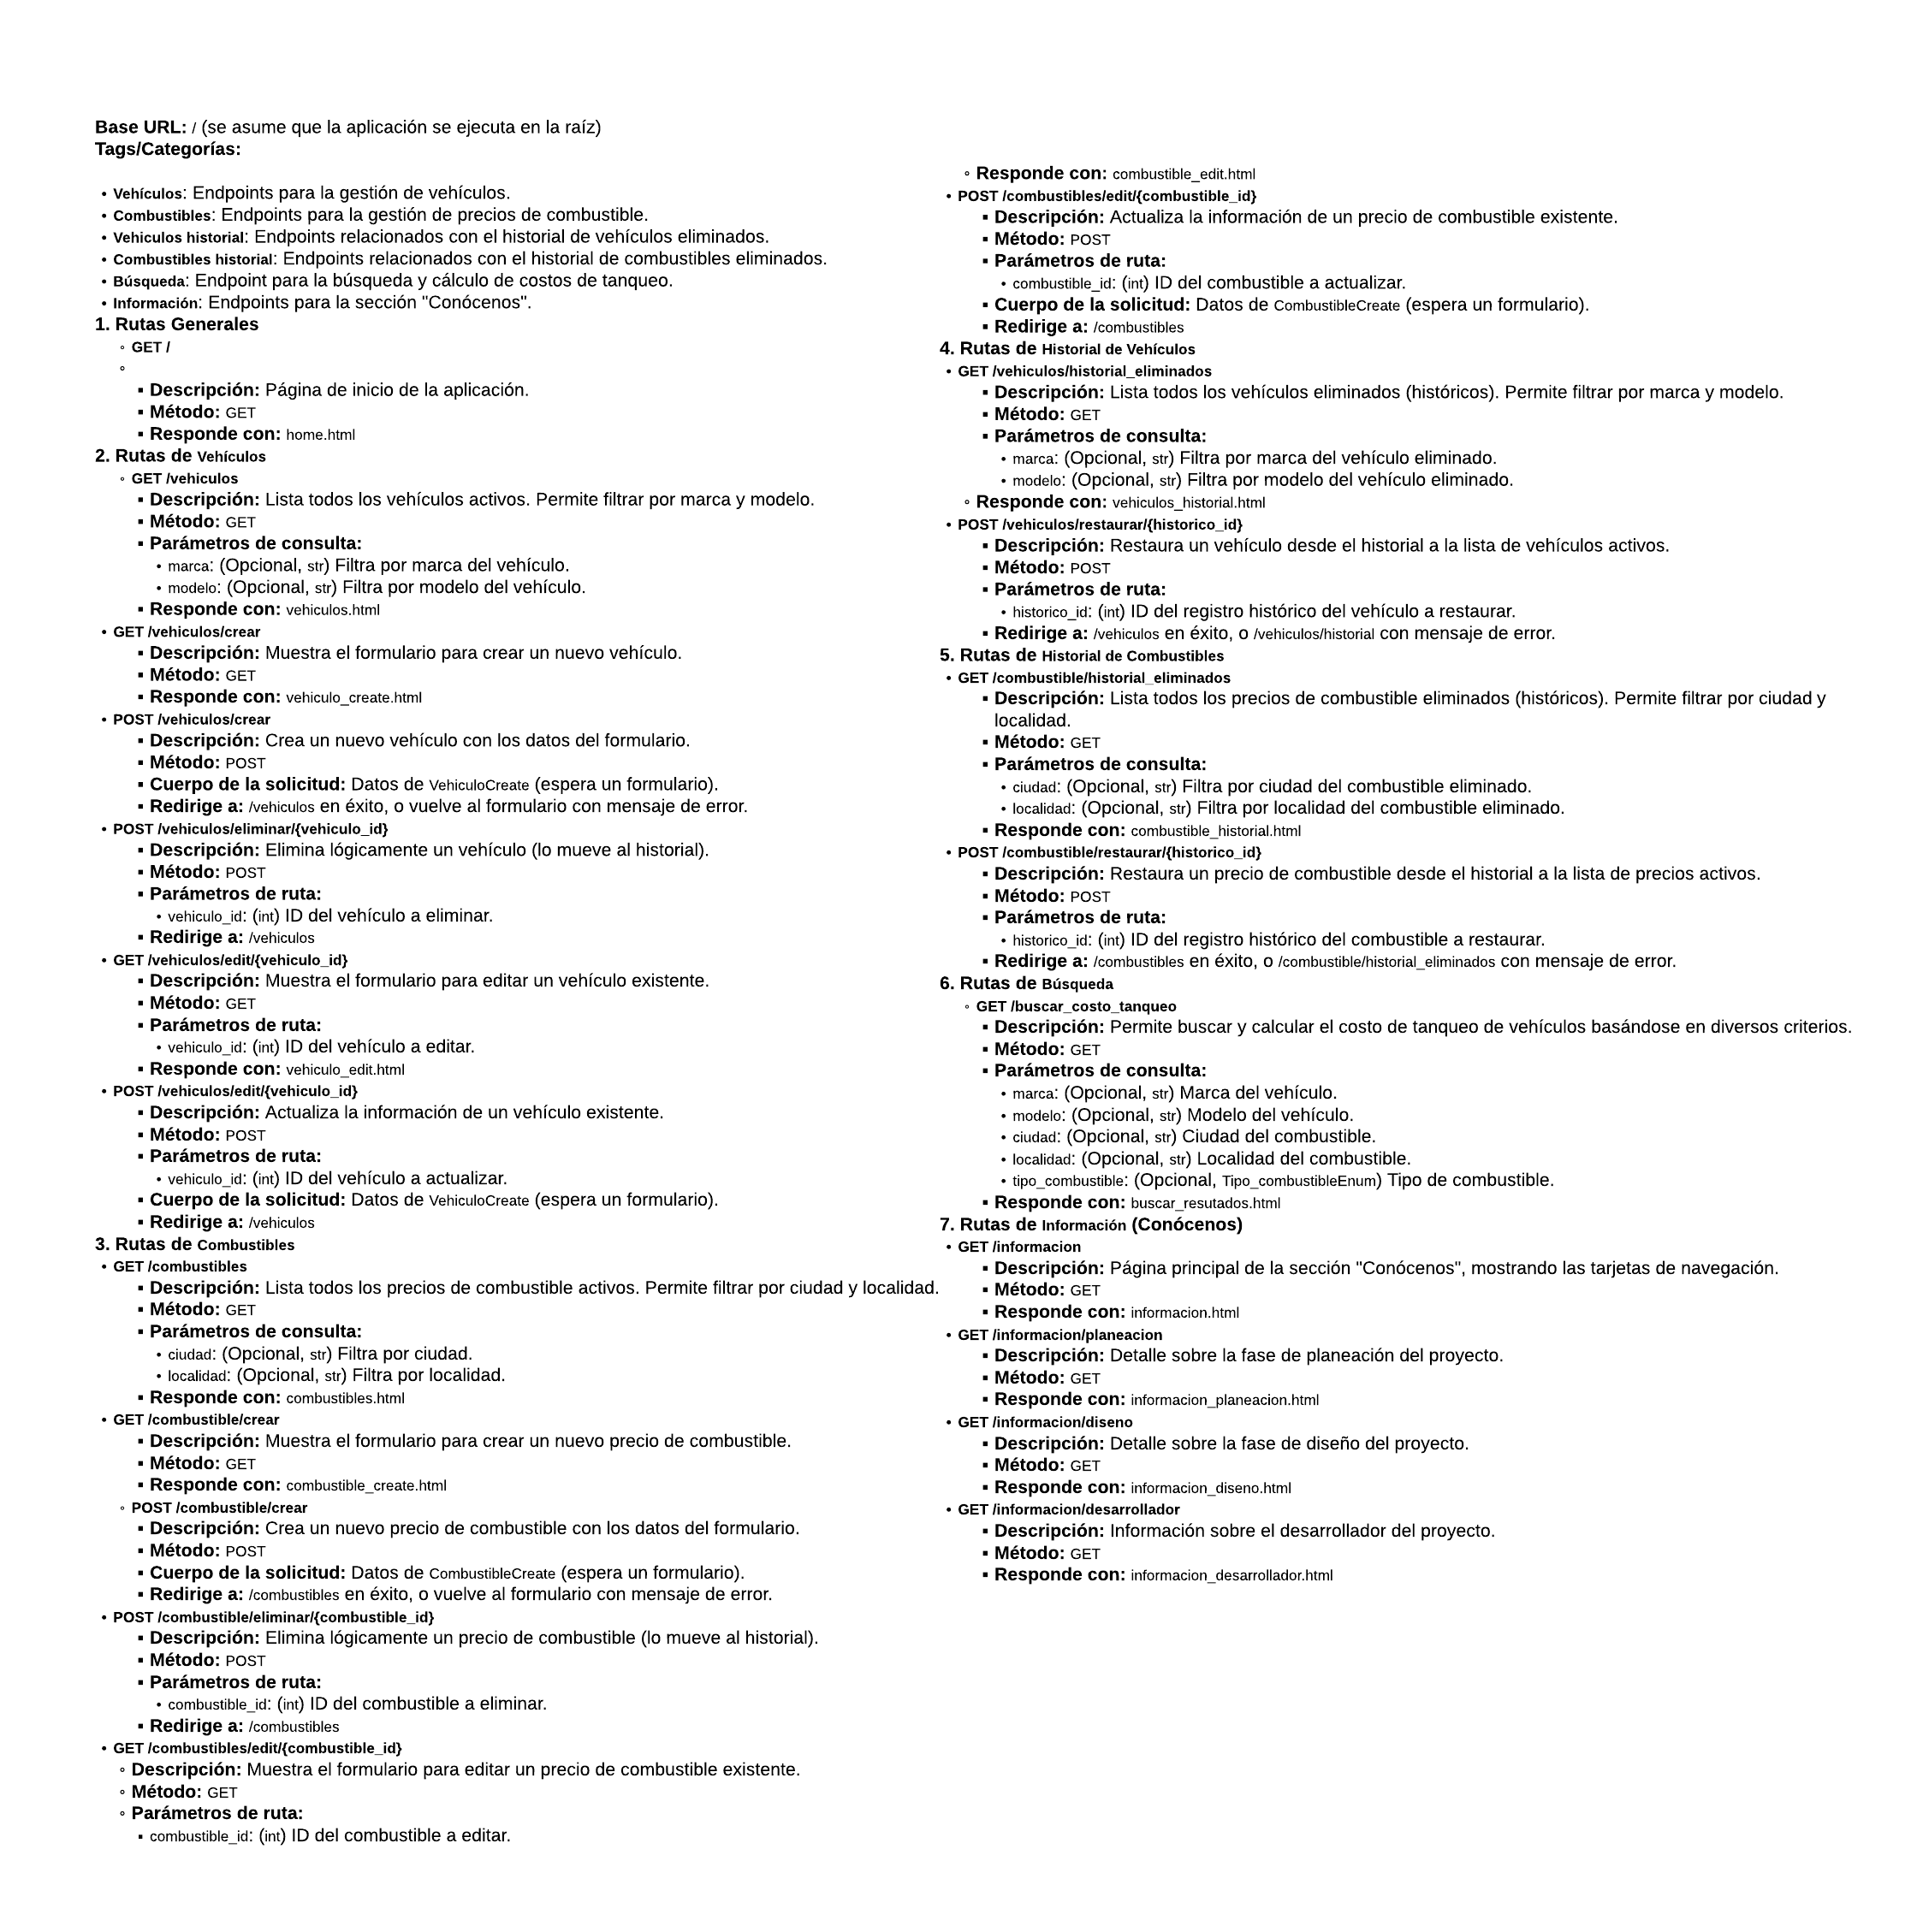 Base URL: / (se asume que la aplicación se ejecuta en la raíz)
Tags/Categorías:
• Vehículos: Endpoints para la gestión de vehículos.
• Combustibles: Endpoints para la gestión de precios de combustible.
• Vehiculos historial: Endpoints relacionados con el historial de vehículos eliminados.
• Combustibles historial: Endpoints relacionados con el historial de combustibles eliminados.
• Búsqueda: Endpoint para la búsqueda y cálculo de costos de tanqueo.
• Información: Endpoints para la sección "Conócenos".
1. Rutas Generales
◦ GET /
◦
▪ Descripción: Página de inicio de la aplicación.
▪ Método: GET
▪ Responde con: home.html
2. Rutas de Vehículos
◦ GET /vehiculos
▪ Descripción: Lista todos los vehículos activos. Permite filtrar por marca y modelo.
▪ Método: GET
▪ Parámetros de consulta:
• marca: (Opcional, str) Filtra por marca del vehículo.
• modelo: (Opcional, str) Filtra por modelo del vehículo.
▪ Responde con: vehiculos.html
• GET /vehiculos/crear
▪ Descripción: Muestra el formulario para crear un nuevo vehículo.
▪ Método: GET
▪ Responde con: vehiculo_create.html
• POST /vehiculos/crear
▪ Descripción: Crea un nuevo vehículo con los datos del formulario.
▪ Método: POST
▪ Cuerpo de la solicitud: Datos de VehiculoCreate (espera un formulario).
▪ Redirige a: /vehiculos en éxito, o vuelve al formulario con mensaje de error.
• POST /vehiculos/eliminar/{vehiculo_id}
▪ Descripción: Elimina lógicamente un vehículo (lo mueve al historial).
▪ Método: POST
▪ Parámetros de ruta:
• vehiculo_id: (int) ID del vehículo a eliminar.
▪ Redirige a: /vehiculos
• GET /vehiculos/edit/{vehiculo_id}
▪ Descripción: Muestra el formulario para editar un vehículo existente.
▪ Método: GET
▪ Parámetros de ruta:
• vehiculo_id: (int) ID del vehículo a editar.
▪ Responde con: vehiculo_edit.html
• POST /vehiculos/edit/{vehiculo_id}
▪ Descripción: Actualiza la información de un vehículo existente.
▪ Método: POST
▪ Parámetros de ruta:
• vehiculo_id: (int) ID del vehículo a actualizar.
▪ Cuerpo de la solicitud: Datos de VehiculoCreate (espera un formulario).
▪ Redirige a: /vehiculos
3. Rutas de Combustibles
• GET /combustibles
▪ Descripción: Lista todos los precios de combustible activos. Permite filtrar por ciudad y localidad.
▪ Método: GET
▪ Parámetros de consulta:
• ciudad: (Opcional, str) Filtra por ciudad.
• localidad: (Opcional, str) Filtra por localidad.
▪ Responde con: combustibles.html
• GET /combustible/crear
▪ Descripción: Muestra el formulario para crear un nuevo precio de combustible.
▪ Método: GET
▪ Responde con: combustible_create.html
◦ POST /combustible/crear
▪ Descripción: Crea un nuevo precio de combustible con los datos del formulario.
▪ Método: POST
▪ Cuerpo de la solicitud: Datos de CombustibleCreate (espera un formulario).
▪ Redirige a: /combustibles en éxito, o vuelve al formulario con mensaje de error.
• POST /combustible/eliminar/{combustible_id}
▪ Descripción: Elimina lógicamente un precio de combustible (lo mueve al historial).
▪ Método: POST
▪ Parámetros de ruta:
• combustible_id: (int) ID del combustible a eliminar.
▪ Redirige a: /combustibles
• GET /combustibles/edit/{combustible_id}
◦ Descripción: Muestra el formulario para editar un precio de combustible existente.
◦ Método: GET
◦ Parámetros de ruta:
▪ combustible_id: (int) ID del combustible a editar.
◦ Responde con: combustible_edit.html
• POST /combustibles/edit/{combustible_id}
▪ Descripción: Actualiza la información de un precio de combustible existente.
▪ Método: POST
▪ Parámetros de ruta:
• combustible_id: (int) ID del combustible a actualizar.
▪ Cuerpo de la solicitud: Datos de CombustibleCreate (espera un formulario).
▪ Redirige a: /combustibles
4. Rutas de Historial de Vehículos
• GET /vehiculos/historial_eliminados
▪ Descripción: Lista todos los vehículos eliminados (históricos). Permite filtrar por marca y modelo.
▪ Método: GET
▪ Parámetros de consulta:
• marca: (Opcional, str) Filtra por marca del vehículo eliminado.
• modelo: (Opcional, str) Filtra por modelo del vehículo eliminado.
◦ Responde con: vehiculos_historial.html
• POST /vehiculos/restaurar/{historico_id}
▪ Descripción: Restaura un vehículo desde el historial a la lista de vehículos activos.
▪ Método: POST
▪ Parámetros de ruta:
• historico_id: (int) ID del registro histórico del vehículo a restaurar.
▪ Redirige a: /vehiculos en éxito, o /vehiculos/historial con mensaje de error.
5. Rutas de Historial de Combustibles
• GET /combustible/historial_eliminados
▪ Descripción: Lista todos los precios de combustible eliminados (históricos). Permite filtrar por ciudad y
localidad.
▪ Método: GET
▪ Parámetros de consulta:
• ciudad: (Opcional, str) Filtra por ciudad del combustible eliminado.
• localidad: (Opcional, str) Filtra por localidad del combustible eliminado.
▪ Responde con: combustible_historial.html
• POST /combustible/restaurar/{historico_id}
▪ Descripción: Restaura un precio de combustible desde el historial a la lista de precios activos.
▪ Método: POST
▪ Parámetros de ruta:
• historico_id: (int) ID del registro histórico del combustible a restaurar.
▪ Redirige a: /combustibles en éxito, o /combustible/historial_eliminados con mensaje de error.
6. Rutas de Búsqueda
◦ GET /buscar_costo_tanqueo
▪ Descripción: Permite buscar y calcular el costo de tanqueo de vehículos basándose en diversos criterios.
▪ Método: GET
▪ Parámetros de consulta:
• marca: (Opcional, str) Marca del vehículo.
• modelo: (Opcional, str) Modelo del vehículo.
• ciudad: (Opcional, str) Ciudad del combustible.
• localidad: (Opcional, str) Localidad del combustible.
• tipo_combustible: (Opcional, Tipo_combustibleEnum) Tipo de combustible.
▪ Responde con: buscar_resutados.html
7. Rutas de Información (Conócenos)
• GET /informacion
▪ Descripción: Página principal de la sección "Conócenos", mostrando las tarjetas de navegación.
▪ Método: GET
▪ Responde con: informacion.html
• GET /informacion/planeacion
▪ Descripción: Detalle sobre la fase de planeación del proyecto.
▪ Método: GET
▪ Responde con: informacion_planeacion.html
• GET /informacion/diseno
▪ Descripción: Detalle sobre la fase de diseño del proyecto.
▪ Método: GET
▪ Responde con: informacion_diseno.html
• GET /informacion/desarrollador
▪ Descripción: Información sobre el desarrollador del proyecto.
▪ Método: GET
▪ Responde con: informacion_desarrollador.html